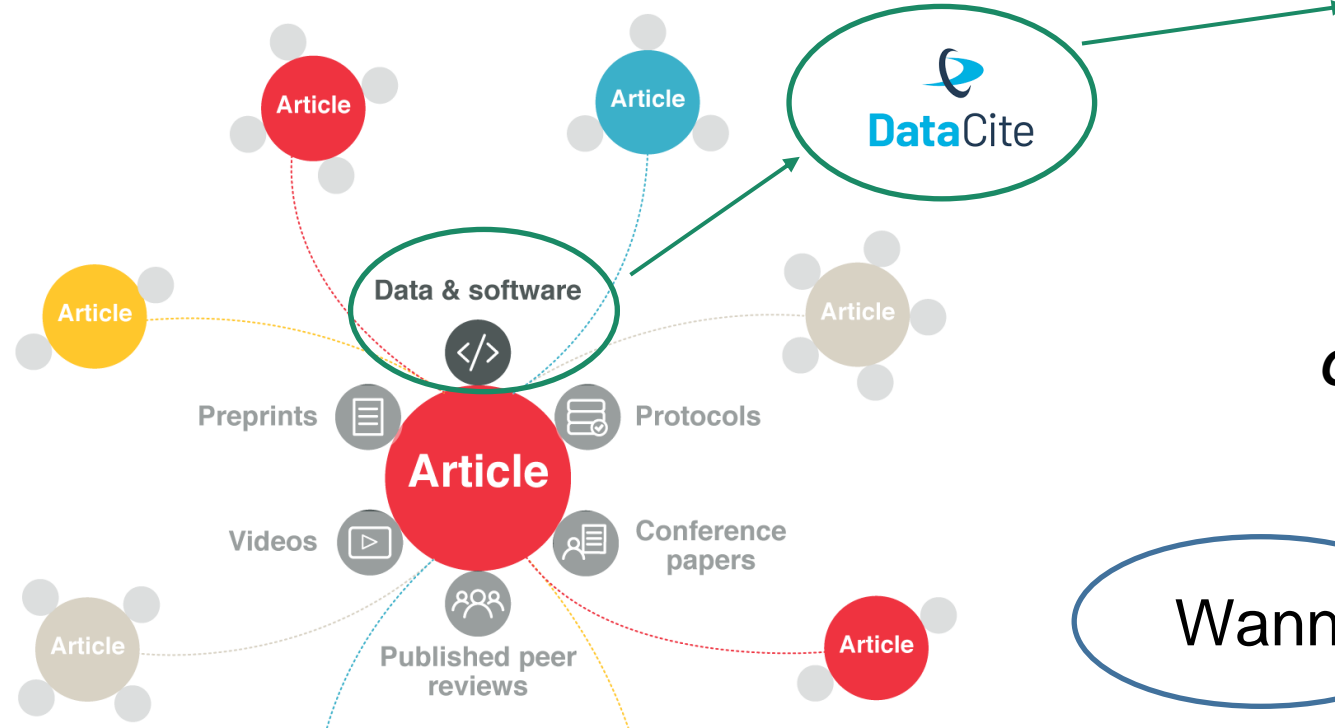 Article
Article
DataCite
Data & software
Article
Article
Preprints
Protocols
Article
Videos
Conference
papers
Published peer
reviews
Article
Article
Wann